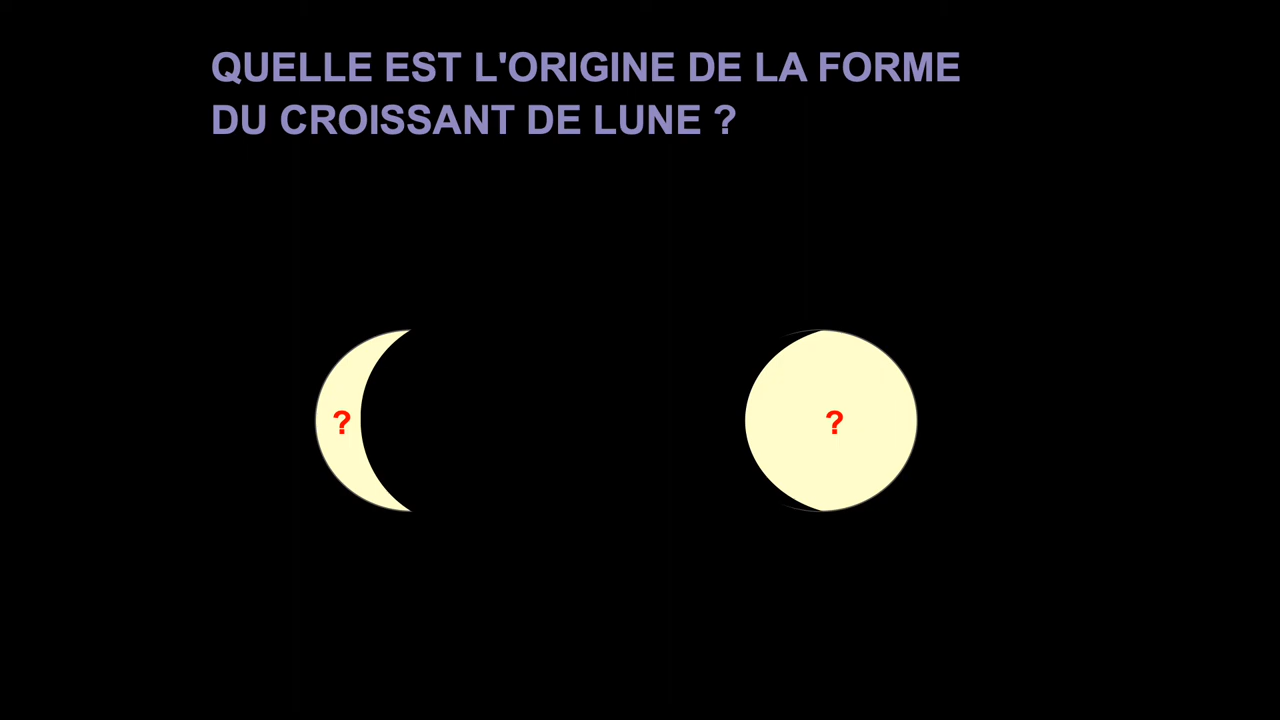 QUELLE EST L'ORIGINE DE LA FORME
DU CROISSANT DE LUNE ?
?
?